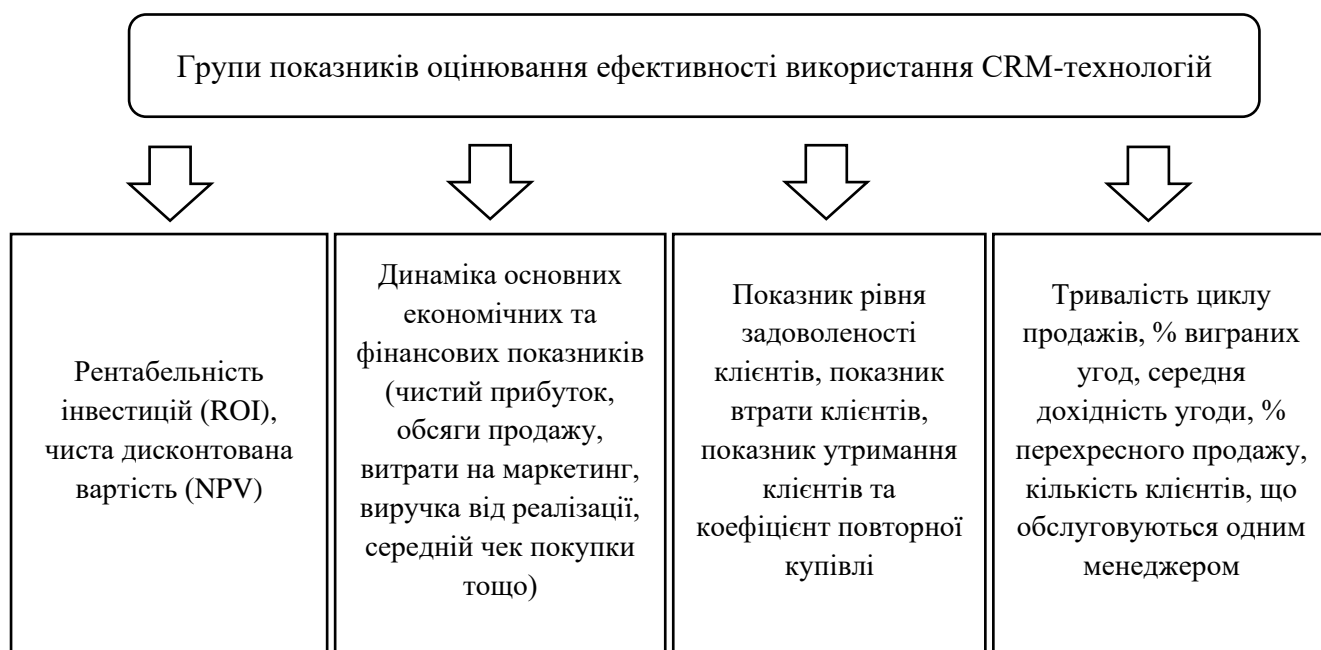 Групи показників оцінювання ефективності використання CRM-технологій
Рентабельність
інвестицій (ROI),
чиста дисконтована
вартість (NPV)
Динаміка основних
економічних та
фінансових показників
(чистий прибуток,
обсяги продажу,
витрати на маркетинг,
виручка від реалізації,
середній чек покупки
тощо)
Показник рівня
задоволеності
клієнтів, показник
втрати клієнтів,
показник утримання
клієнтів та
коефіцієнт повторної
купівлі
Тривалість циклу
продажів, % виграних
угод, середня
дохідність угоди, %
перехресного продажу,
кількість клієнтів, що
обслуговуються одним
менеджером